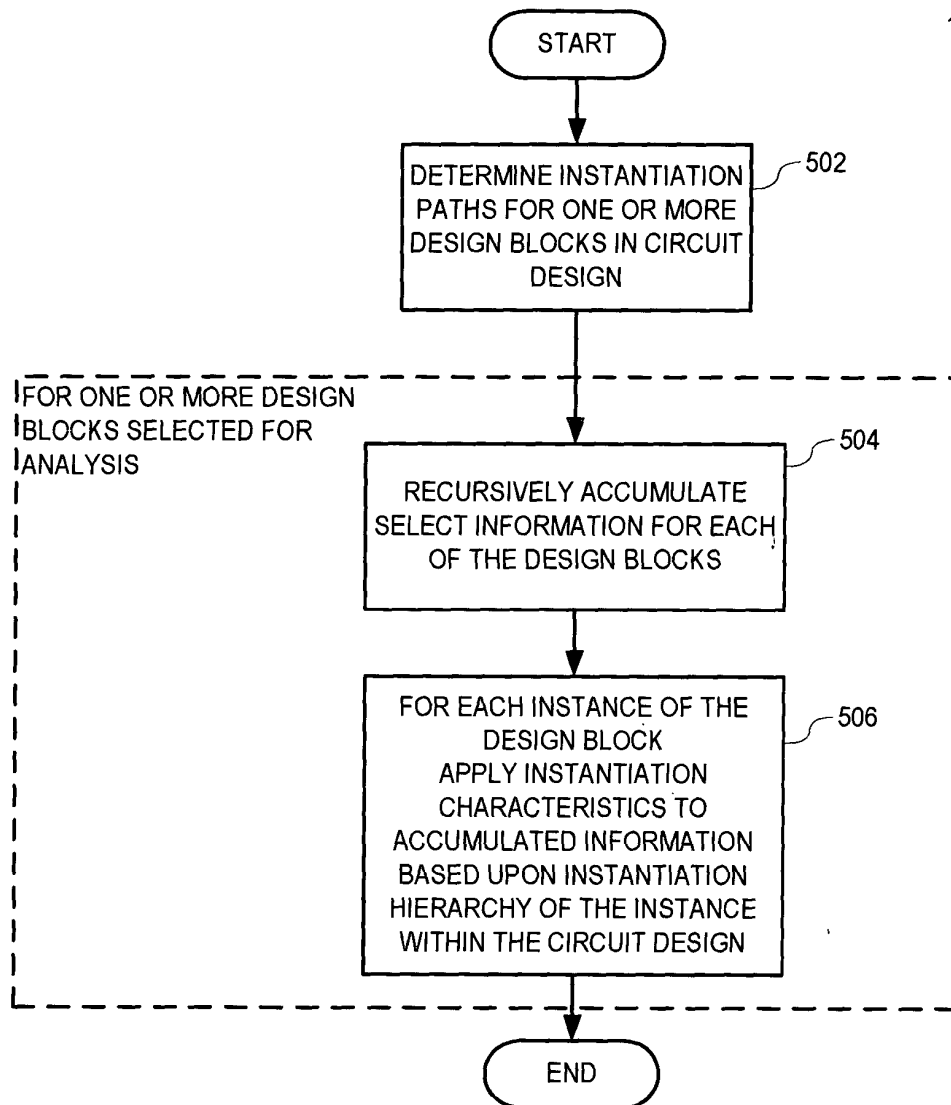 START
502
DETERMINE INSTANTIATION
PATHS FOR ONE OR MORE
DESIGN BLOCKS IN CIRCUIT
DESIGN
FOR ONE OR MORE DESIGN
BLOCKS SELECTED FOR
ANALYSIS
504
RECURSIVELY ACCUMULATE
SELECT INFORMATION FOR EACH
OF THE DESIGN BLOCKS
506
FOR EACH INSTANCE OF THE
DESIGN BLOCK
APPLY INSTANTIATION
CHARACTERISTICS TO
ACCUMULATED INFORMATION
BASED UPON INSTANTIATION
HIERARCHY OF THE INSTANCE
WITHIN THE CIRCUIT DESIGN
END